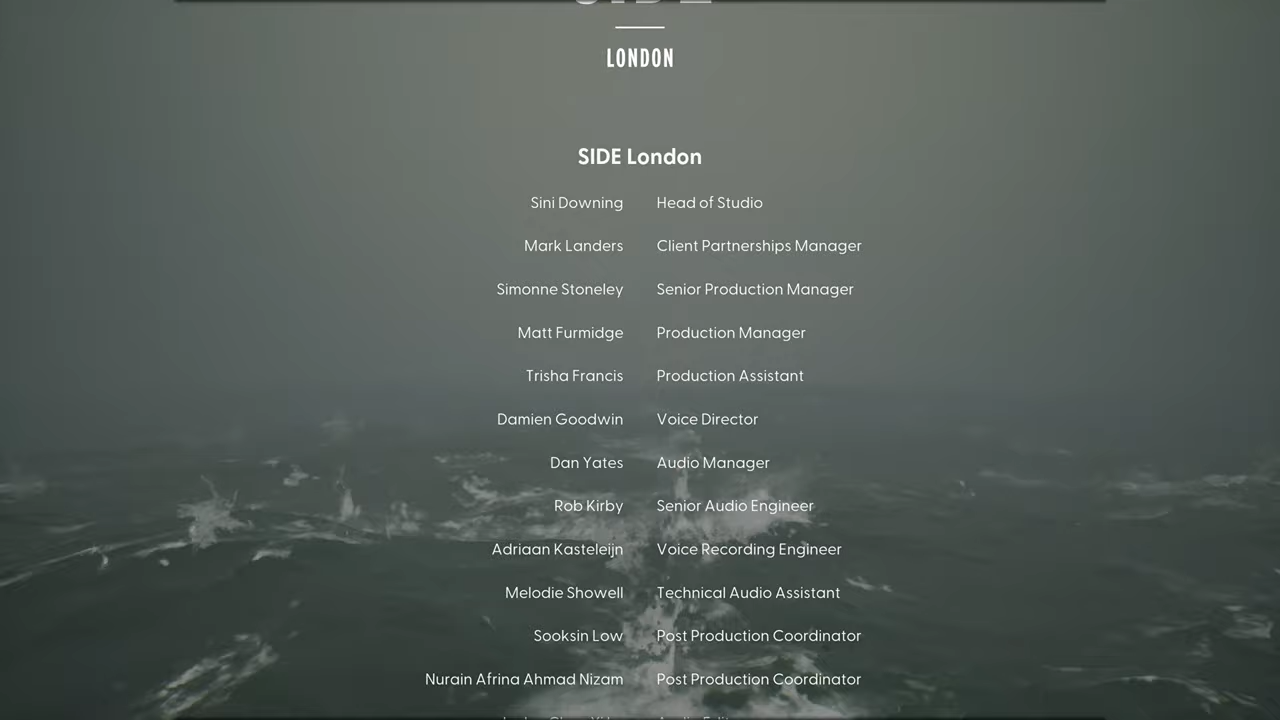 SIDE
LONDON
SIDE London
Sini Downing Head of Studio
Mark Landers Client Partnerships Manager
Simonne Stoneley Senior Production Manager
Matt Furmidge Production Manager
Trisha Francis Production Assistant
Damien Goodwin Voice Director
Dan Yates Audio Manager
Rob Kirby Senior Audio Engineer
Adriaan Kasteleijn Voice Recording Engineer
Melodie Showell Technical Audio Assistant
Sooksin Low Post Production Coordinator
Nurain Afrina Ahmad Nizam Post Production Coordinator